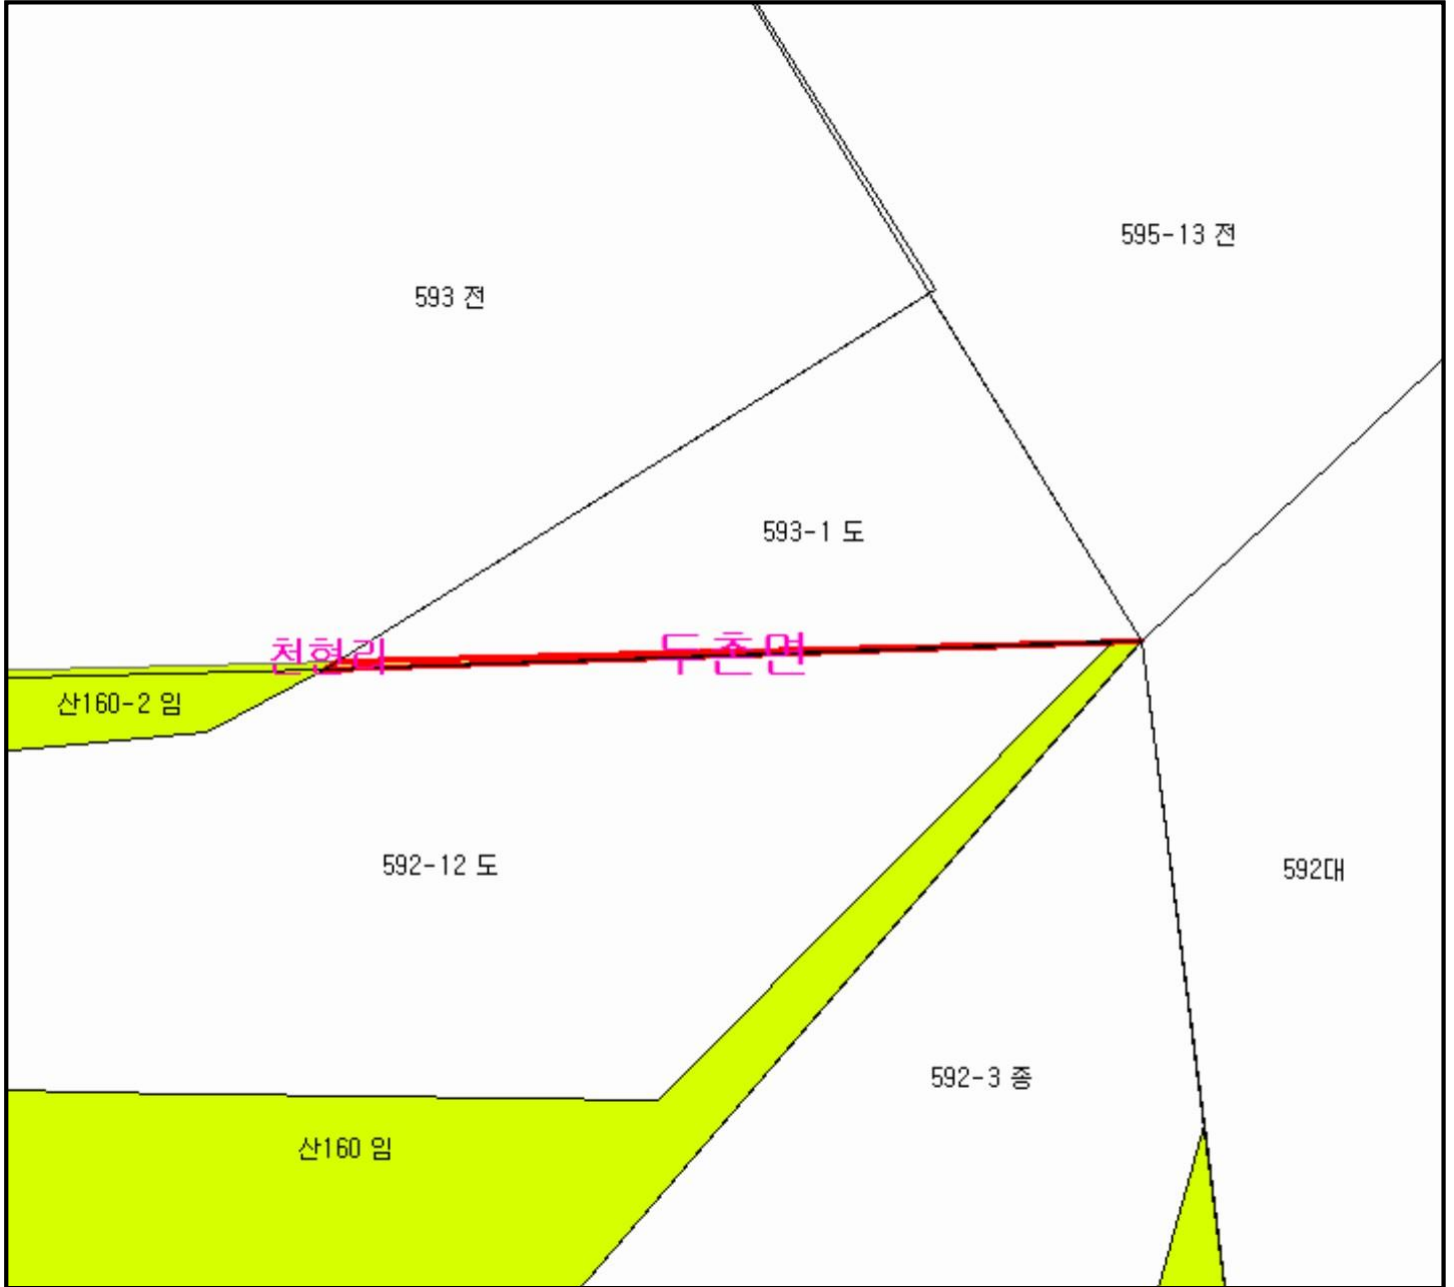 595-13 전
593 전
593-1 도
천현리
두촌면
산160-2 임
592-12 도
592대
592-3 종
산160 임